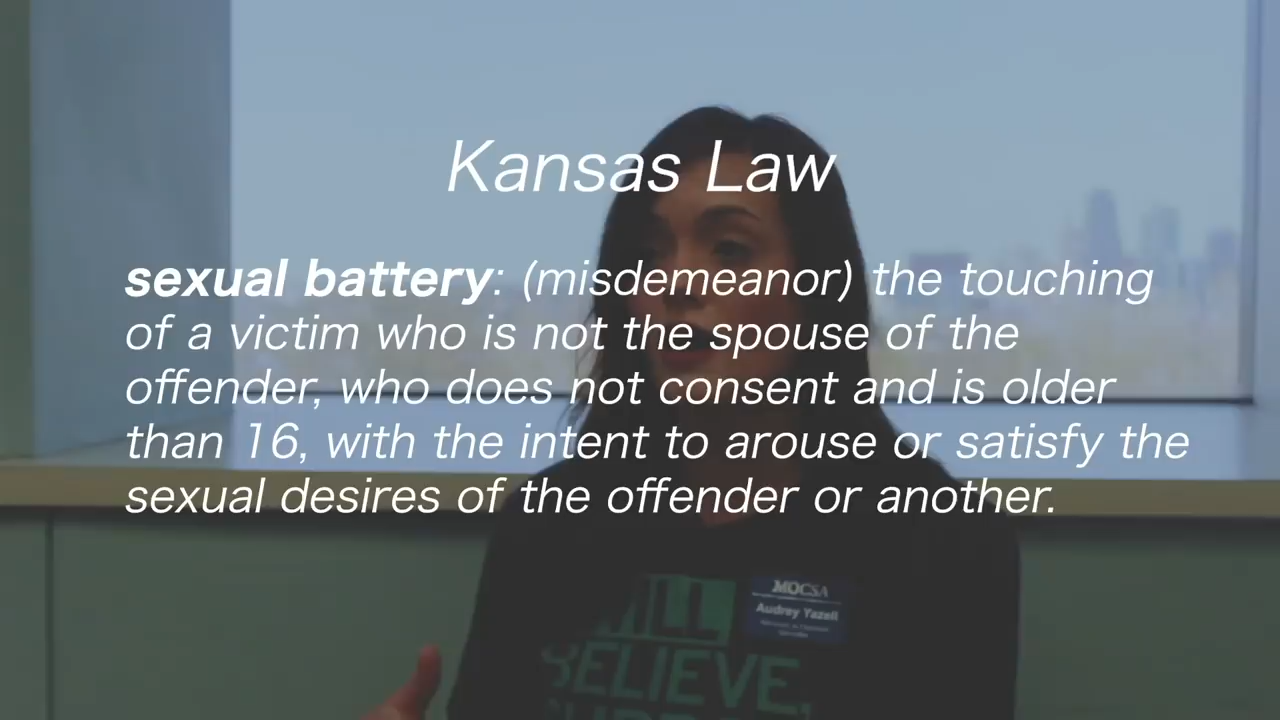 Kansas Law
sexual battery: (misdemeanor) the touching
of a victim who is not the spouse of the
offender, who does not consent and is older
than 16, with the intent to arouse or satisfy the
sexual desires of the offender or another.
MOCSA
Audrey Yazell
BELIEVE,